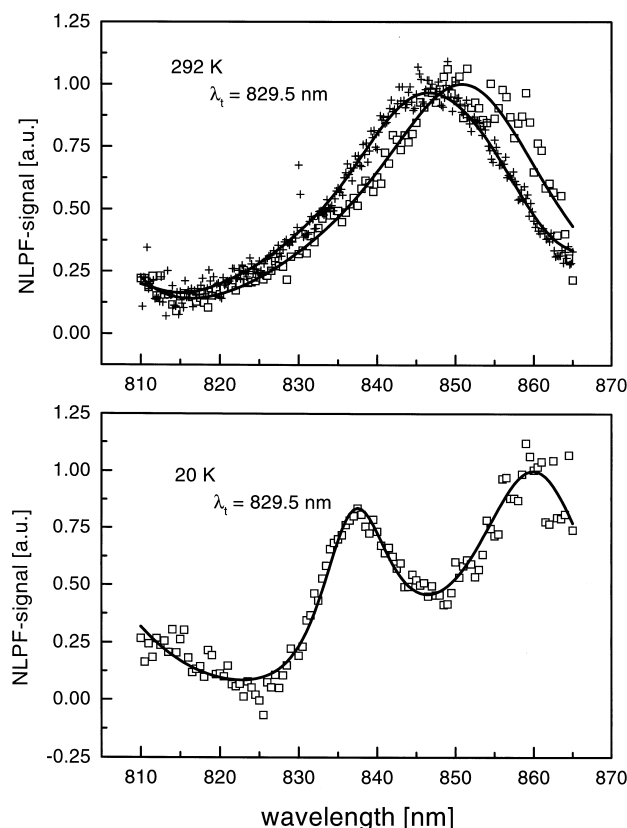 1.25
1.00
0.75
0.50
0.25
0.00
NLPF-signal [a.u.]
292 K
λt = 829.5 nm
810 820 830 840 850 860 870
1.25
1.00
0.75
0.50
0.25
0.00
-0.25
NLPF-signal [a.u.]
20 K
λt = 829.5 nm
810 820 830 840 850 860 870
wavelength [nm]